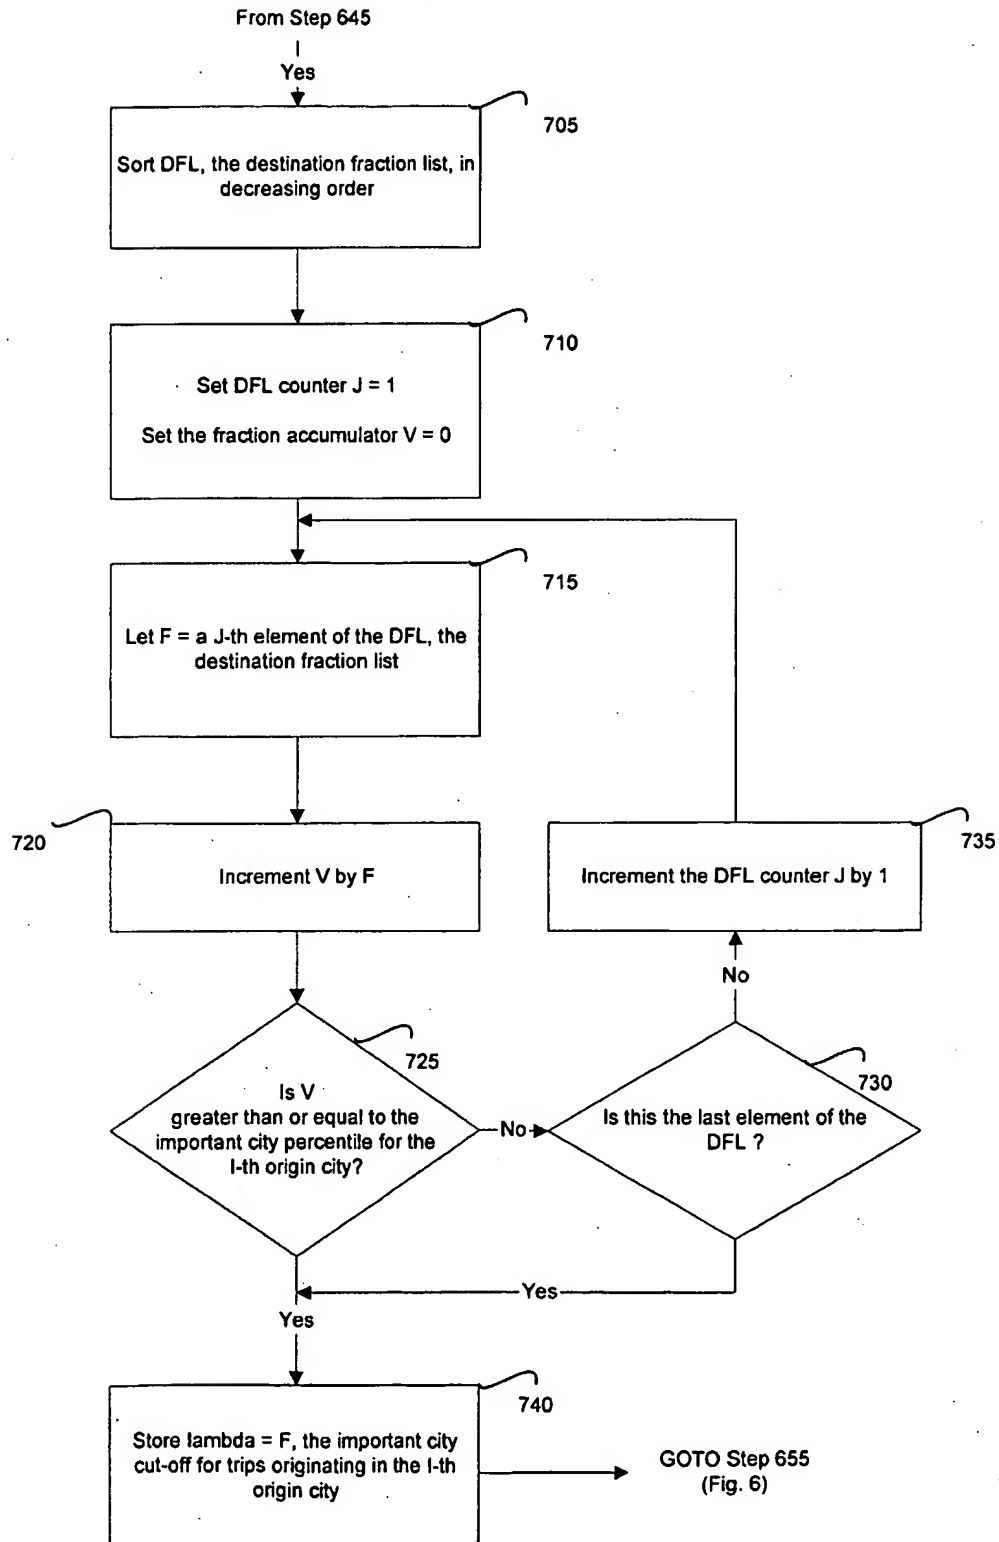 From Step 645
Yes
705
Sort DFL, the destination fraction list, in
decreasing order
710
Set DFL counter J = 1
Set the fraction accumulator V = 0
715
Let F = a J-th element of the DFL, the
destination fraction list
720
Increment V by F
735
Increment the DFL counter J by 1
No
725
Is V
greater than or equal to the
important city percentile for the
I-th origin city?
No
730
Is this the last element of the
DFL ?
Yes
Yes
740
Store lambda = F, the important city
cut-off for trips originating in the I-th
origin city
GOTO Step 655
(Fig. 6)